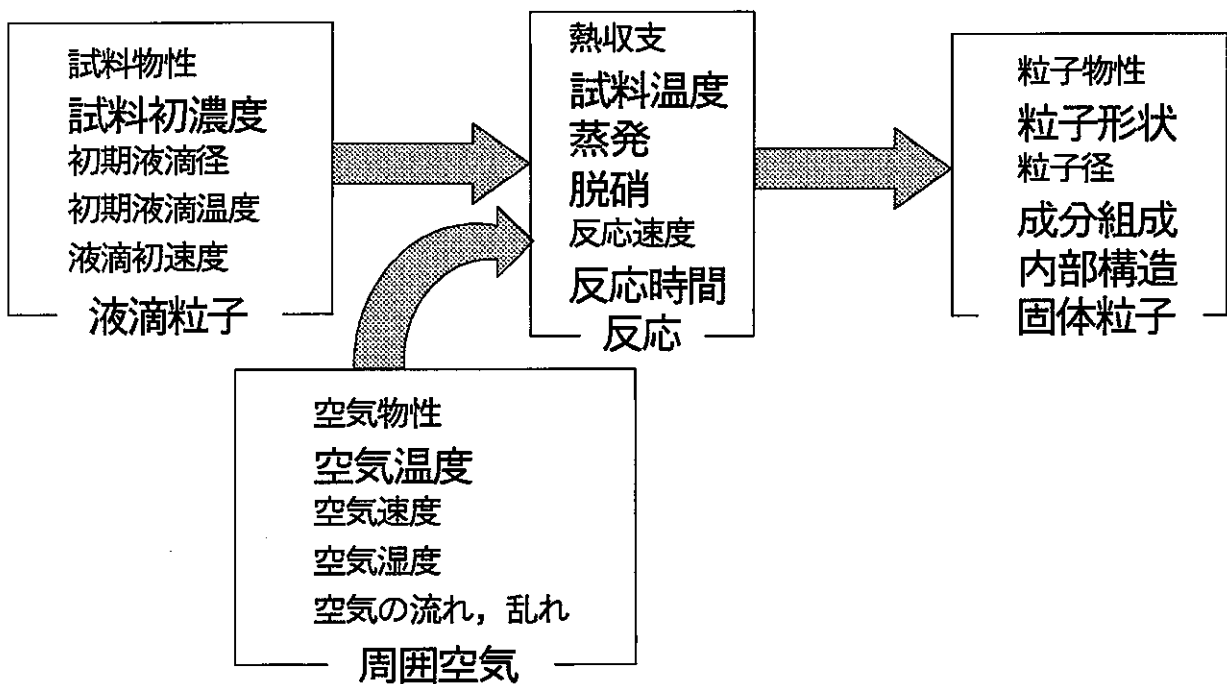 試料物性
試料初濃度
初期液滴径
初期液滴温度
液滴初速度
液滴粒子
熱収支
試料温度
蒸発
脱硝
反応速度
反応時間
反応
粒子物性
粒子形状
粒子径
成分組成
内部構造
固体粒子
空気物性
空気温度
空気速度
空気湿度
空気の流れ，乱れ
周囲空気